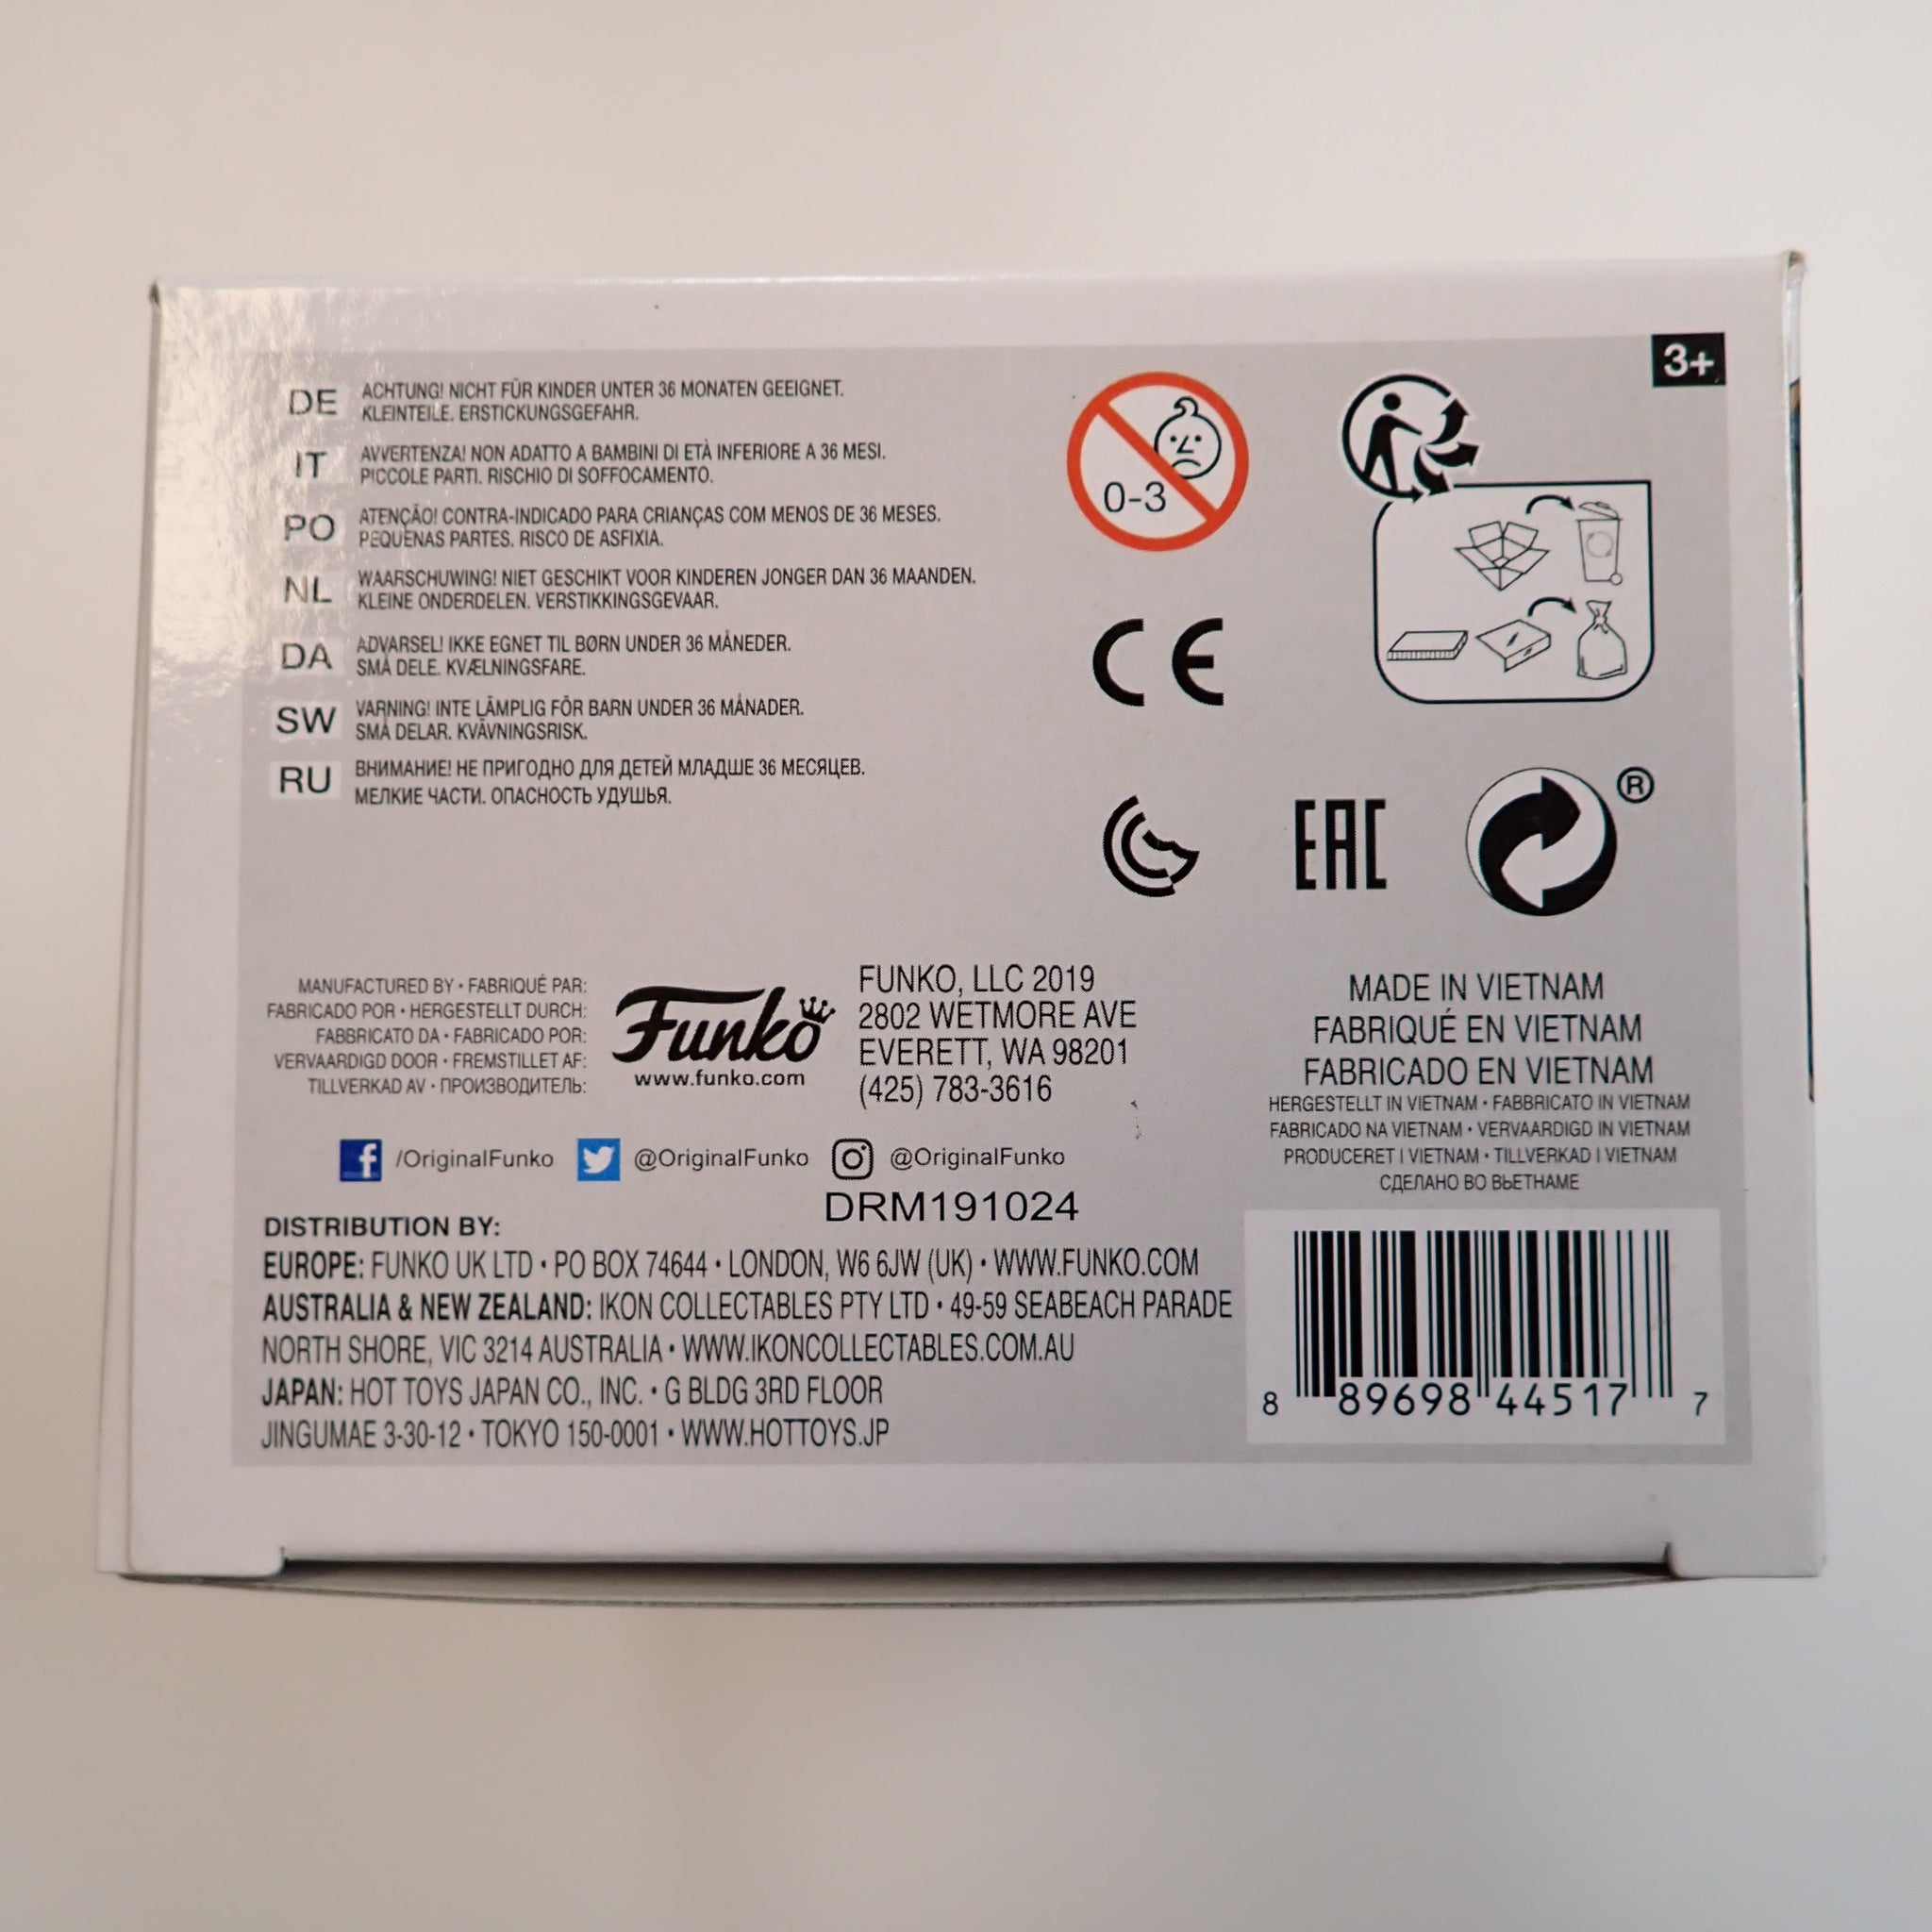 3+
DE ACHTUNG! NICHT FÜR KINDER UNTER 36 MONATEN GEEIGNET.
KLEINTEILE. ERSTICKUNGSGEFAHR.
IT AVVERTENZA! NON ADATTO A BAMBINI DI ETÀ INFERIORE A 36 MESI.
PICCOLE PARTI. RISCHIO DI SOFFOCAMENTO.
PO ATENÇÃO! CONTRA-INDICADO PARA CRIANÇAS COM MENOS DE 36 MESES.
PEQUENAS PARTES. RISCO DE ASFIXIA.
NL WAARSCHUWING! NIET GESCHIKT VOOR KINDEREN JONGER DAN 36 MAANDEN.
KLEINE ONDERDELEN. VERSTIKKINGSGEVAAR.
DA ADVARSEL! IKKE EGNET TIL BØRN UNDER 36 MÅNEDER.
SMÅ DELE. KVÆLNINGSFARE.
SW VARNING! INTE LÄMPLIG FÖR BARN UNDER 36 MÅNADER.
SMÅ DELAR. KVÄVNINGSRISK.
RU ВНИМАНИЕ! НЕ ПРИГОДНО ДЛЯ ДЕТЕЙ МЛАДШЕ 36 МЕСЯЦЕВ.
МЕЛКИЕ ЧАСТИ. ОПАСНОСТЬ УДУШЬЯ.
0-3
CE
EAC
®
MANUFACTURED BY • FABRIQUÉ PAR:
FABRICADO POR • HERGESTELLT DURCH:
FABBRICATO DA • FABRICADO POR:
VERVAARDIGD DOOR • FREMSTILLET AF:
TILLVERKAD AV • ПРОИЗВОДИТЕЛЬ:
Funko
www.funko.com
FUNKO, LLC 2019
2802 WETMORE AVE
EVERETT, WA 98201
(425) 783-3616
MADE IN VIETNAM
FABRIQUÉ EN VIETNAM
FABRICADO EN VIETNAM
HERGESTELLT IN VIETNAM • FABBRICATO IN VIETNAM
FABRICADO NA VIETNAM • VERVAARDIGD IN VIETNAM
PRODUCERET I VIETNAM • TILLVERKAD I VIETNAM
СДЕЛАНО ВО ВЬЕТНАМЕ
f /OriginalFunko @OriginalFunko @OriginalFunko
DRM191024
DISTRIBUTION BY:
EUROPE: FUNKO UK LTD • PO BOX 74644 • LONDON, W6 6JW (UK) • WWW.FUNKO.COM
AUSTRALIA & NEW ZEALAND: IKON COLLECTABLES PTY LTD • 49-59 SEABEACH PARADE
NORTH SHORE, VIC 3214 AUSTRALIA • WWW.IKONCOLLECTABLES.COM.AU
JAPAN: HOT TOYS JAPAN CO., INC. • G BLDG 3RD FLOOR
JINGUMAE 3-30-12 • TOKYO 150-0001 • WWW.HOTTOYS.JP
8 89698 44517 7